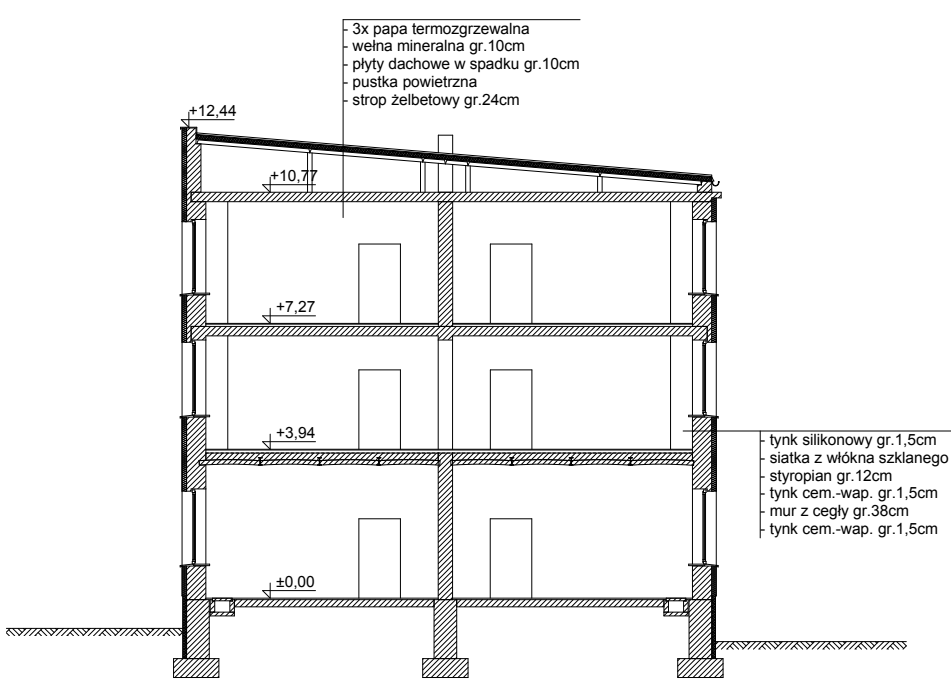 - 3x papa termozgrzewalna
- wełna mineralna gr.10cm
- płyty dachowe w spadku gr.10cm
- pustka powietrzna
- strop żelbetowy gr.24cm
+12,44
+10,77
+7,27
+3,94
- tynk silikonowy gr.1,5cm
- siatka z włókna szklanego
- styropian gr.12cm
- tynk cem.-wap. gr.1,5cm
- mur z cegły gr.38cm
- tynk cem.-wap. gr.1,5cm
±0,00